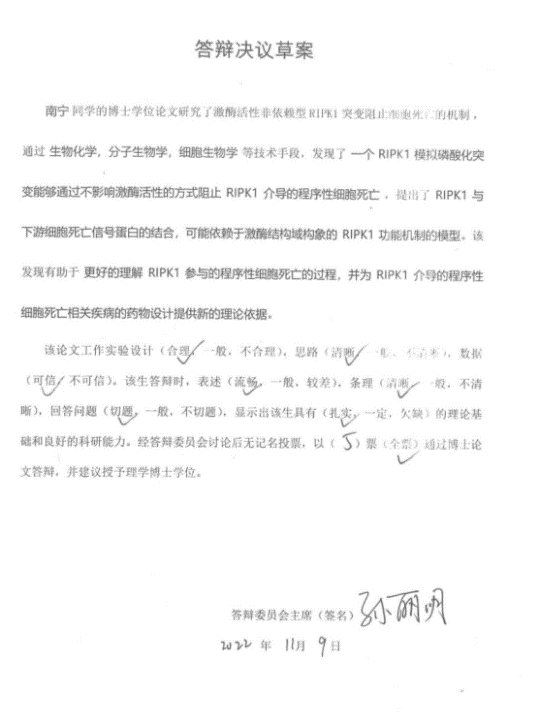 答辩决议草案
南宁 同学的博士学位论文研究了激酶活性非依赖型 RIPK1 突变阻止细胞死亡的机制，
通过 生物化学，分子生物学，细胞生物学 等技术手段，发现了 一个 RIPK1 模拟磷酸化突
变能够通过不影响激酶活性的方式阻止 RIPK1 介导的程序性细胞死亡 ，提出了 RIPK1 与
下游细胞死亡信号蛋白的结合，可能依赖于激酶结构域构象的 RIPK1 功能机制的模型。该
发现有助于 更好的理解 RIPK1 参与的程序性细胞死亡的过程，并为 RIPK1 介导的程序性
细胞死亡相关疾病的药物设计提供新的理论依据。
该论文工作实验设计（合理，一般，不合理），思路（清晰，一般，不清晰），数据
（可信，不可信）。该生答辩时，表述（流畅，一般，较差），条理（清晰，一般，不清
晰），回答问题（切题，一般，不切题），显示出该生具有（扎实，一定，欠缺）的理论基
础和良好的科研能力。经答辩委员会讨论后无记名投票，以（ 5 ）票（全票）通过博士论
文答辩，并建议授予理学博士学位。
答辩委员会主席（签名） 孙丽明
2022 年 11月 9日